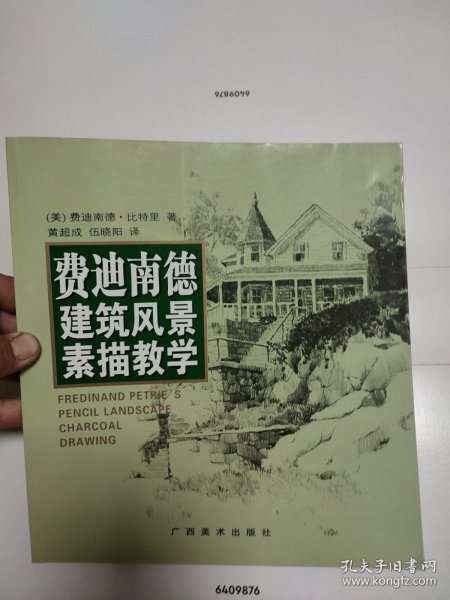 6409876
(美) 费迪南德·比特里 著
黄超成 伍晓阳 译
费迪南德
建筑风景
素描教学
FREDINAND PETRIE'S
PENCIL LANDSCAPE
CHARCOAL
DRAWING
广西美术出版社
孔夫子旧书网
www.kongfz.com
6409876